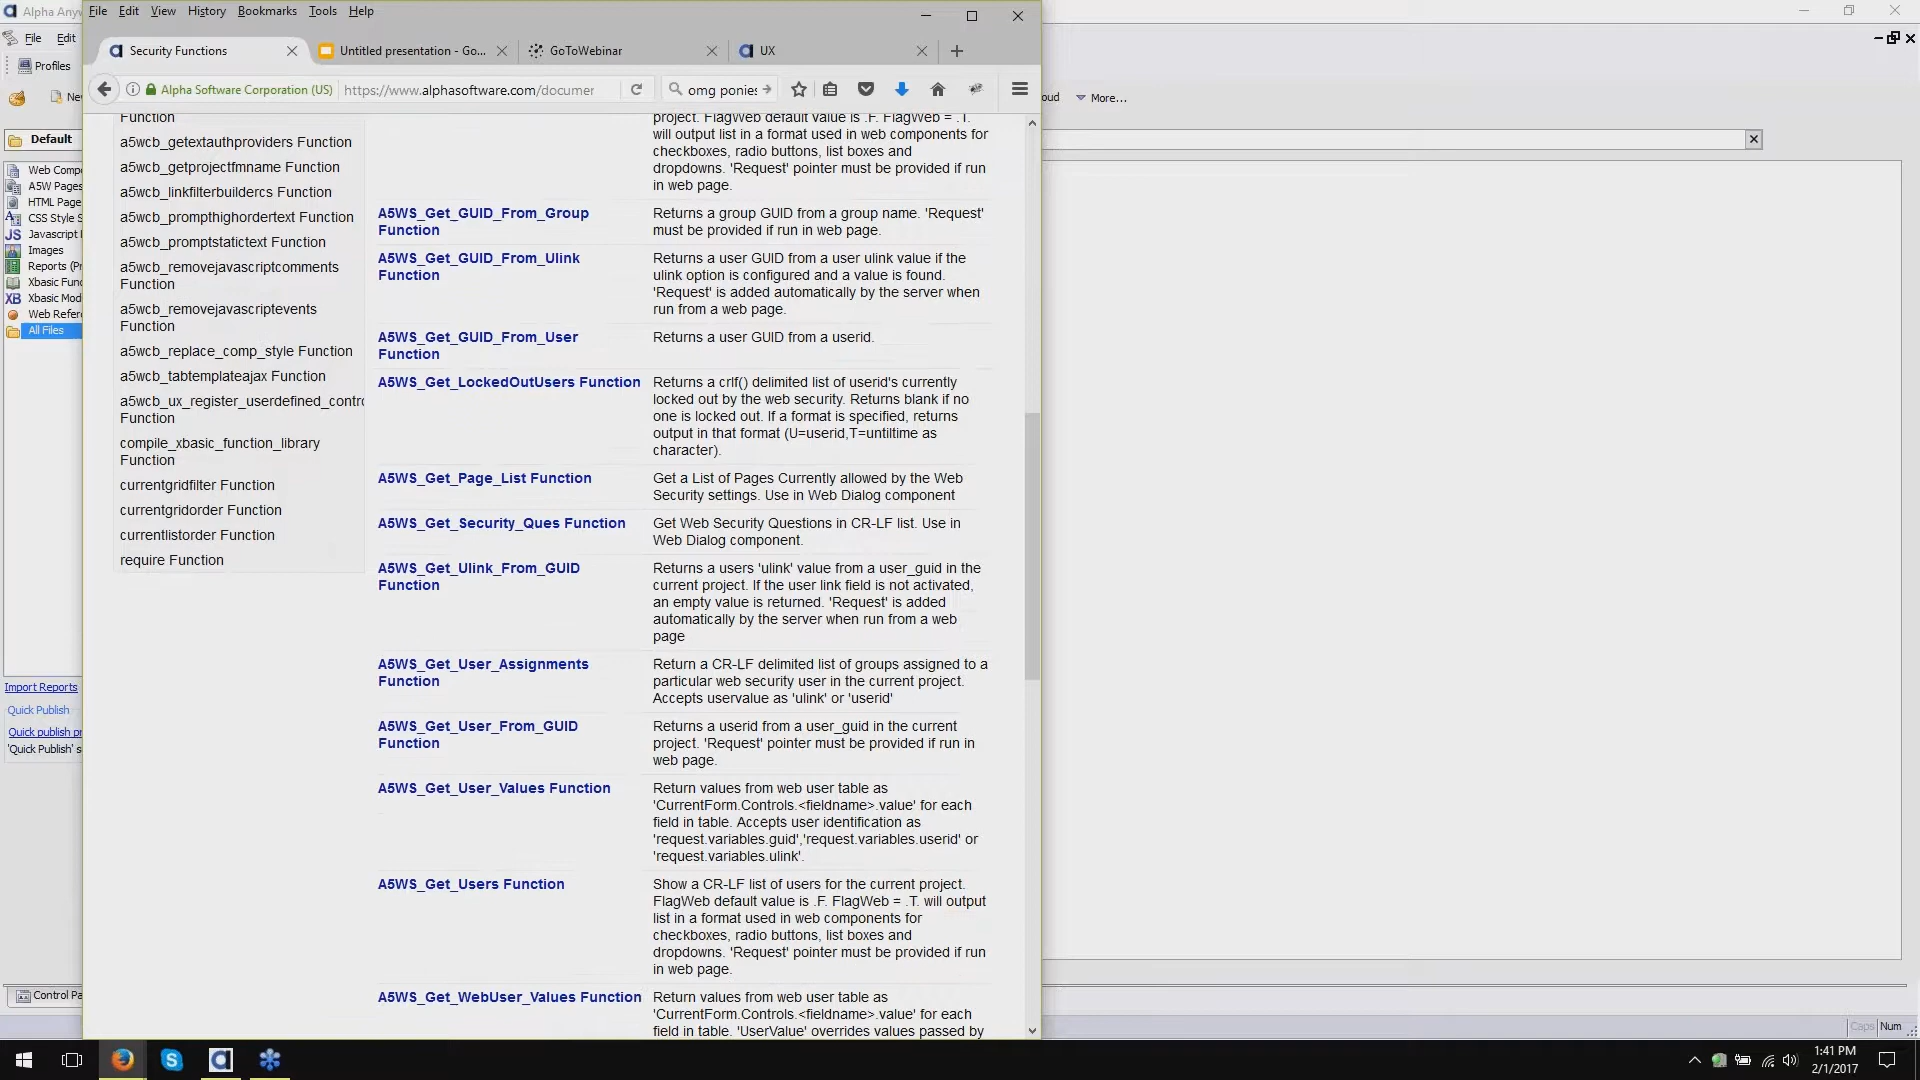 Alpha Anyw
File Edit View History Bookmarks Tools Help
Security Functions
Untitled presentation - Go...
GoToWebinar
UX
Alpha Software Corporation (US)
https://www.alphasoftware.com/documer
omg ponies
File Edit
Profiles
New
oud
More...
Default
Web Compo
A5W Pages
HTML Page
CSS Style S
Javascript F
Images
Reports (Pr
Xbasic Func
Xbasic Mod
Web Refer
All Files
Import Reports
Quick Publish
Quick publish pr
'Quick Publish' s
Control Pa
Function
a5wcb_getextauthproviders Function
a5wcb_getprojectfmname Function
a5wcb_linkfilterbuildercs Function
a5wcb_prompthighordertext Function
a5wcb_promptstatictext Function
a5wcb_removejavascriptcomments
Function
a5wcb_removejavascriptevents
Function
a5wcb_replace_comp_style Function
a5wcb_tabtemplateajax Function
a5wcb_ux_register_userdefined_contro
Function
compile_xbasic_function_library
Function
currentgridfilter Function
currentgridorder Function
currentlistorder Function
require Function
project. FlagWeb default value is .F. FlagWeb = .T.
will output list in a format used in web components for
checkboxes, radio buttons, list boxes and
dropdowns. 'Request' pointer must be provided if run
in web page.
A5WS_Get_GUID_From_Group
Function
Returns a group GUID from a group name. 'Request'
must be provided if run in web page.
A5WS_Get_GUID_From_Ulink
Function
Returns a user GUID from a user ulink value if the
ulink option is configured and a value is found.
'Request' is added automatically by the server when
run from a web page.
A5WS_Get_GUID_From_User
Function
Returns a user GUID from a userid.
A5WS_Get_LockedOutUsers Function
Returns a crlf() delimited list of userid's currently
locked out by the web security. Returns blank if no
one is locked out. If a format is specified, returns
output in that format (U=userid,T=untiltime as
character).
A5WS_Get_Page_List Function
Get a List of Pages Currently allowed by the Web
Security settings. Use in Web Dialog component
A5WS_Get_Security_Ques Function
Get Web Security Questions in CR-LF list. Use in
Web Dialog component.
A5WS_Get_Ulink_From_GUID
Function
Returns a users 'ulink' value from a user_guid in the
current project. If the user link field is not activated,
an empty value is returned. 'Request' is added
automatically by the server when run from a web
page
A5WS_Get_User_Assignments
Function
Return a CR-LF delimited list of groups assigned to a
particular web security user in the current project.
Accepts uservalue as 'ulink' or 'userid'
A5WS_Get_User_From_GUID
Function
Returns a userid from a user_guid in the current
project. 'Request' pointer must be provided if run in
web page.
A5WS_Get_User_Values Function
Return values from web user table as
'CurrentForm.Controls.<fieldname>.value' for each
field in table. Accepts user identification as
'request.variables.guid','request.variables.userid' or
'request.variables.ulink'.
A5WS_Get_Users Function
Show a CR-LF list of users for the current project.
FlagWeb default value is .F. FlagWeb = .T. will output
list in a format used in web components for
checkboxes, radio buttons, list boxes and
dropdowns. 'Request' pointer must be provided if run
in web page.
A5WS_Get_WebUser_Values Function
Return values from web user table as
'CurrentForm.Controls.<fieldname>.value' for each
field in table. 'UserValue' overrides values passed by
Caps Num
1:41 PM
2/1/2017